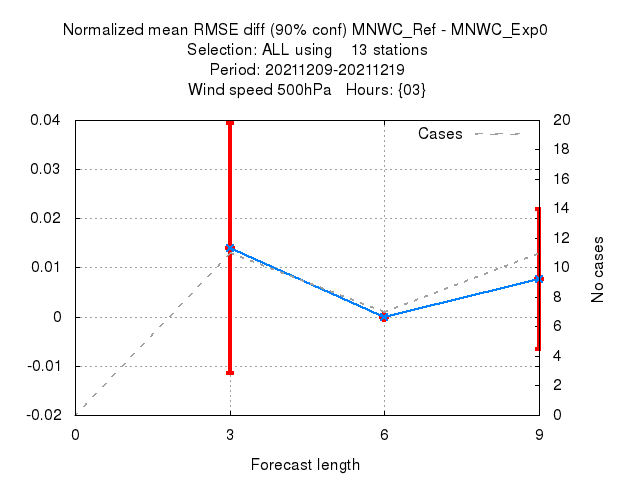 Normalized mean RMSE diff (90% conf) MNWC_Ref - MNWC_Exp0
Selection: ALL using    13 stations
Period: 20211209-20211219
Wind speed 500hPa   Hours: {03}
Cases
0.04
0.03
0.02
0.01
0
-0.01
-0.02
20
18
16
14
12
10
8
6
4
2
0
No cases
0 3 6 9
Forecast length